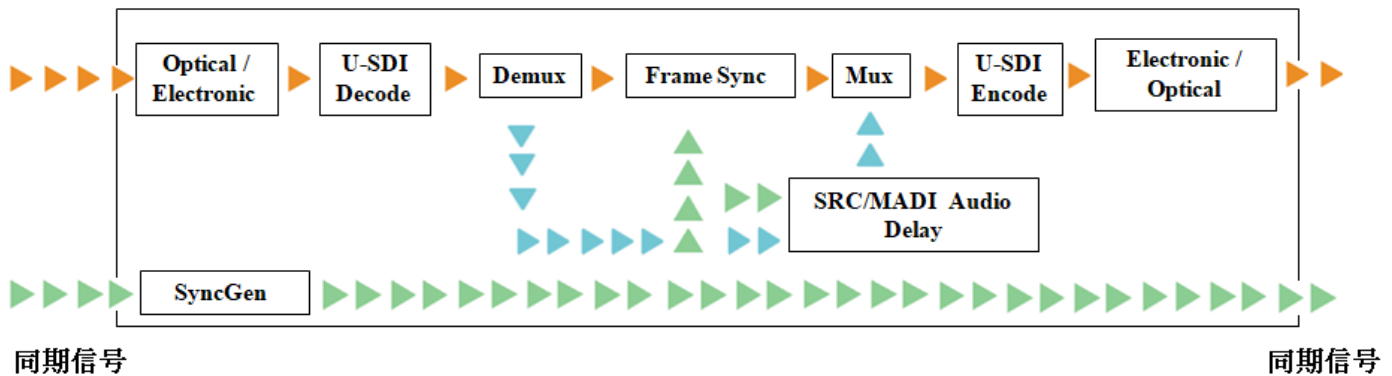 Optical /
Electronic
U-SDI
Decode
Demux
Frame Sync
Mux
U-SDI
Encode
Electronic /
Optical
SRC/MADI Audio
Delay
SyncGen
同期信号
同期信号